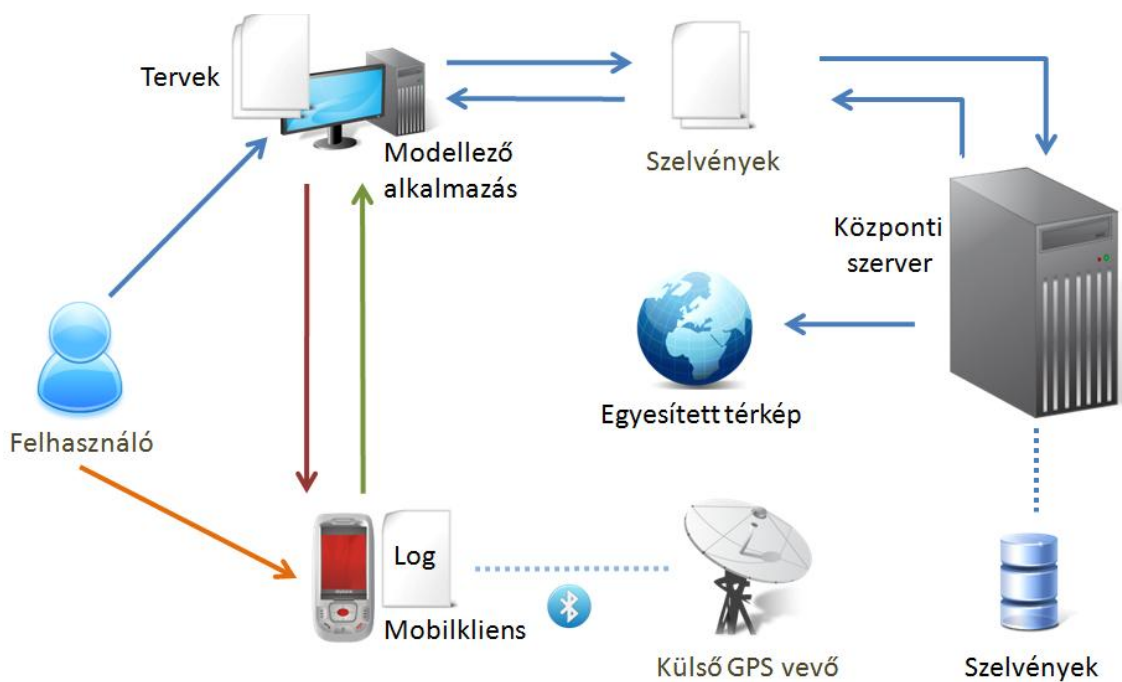 Tervek
Modellező
alkalmazás
Szelvények
Központi
szerver
Egyesített térkép
Felhasználó
Log
Mobilkliens
Külső GPS vevő
Szelvények